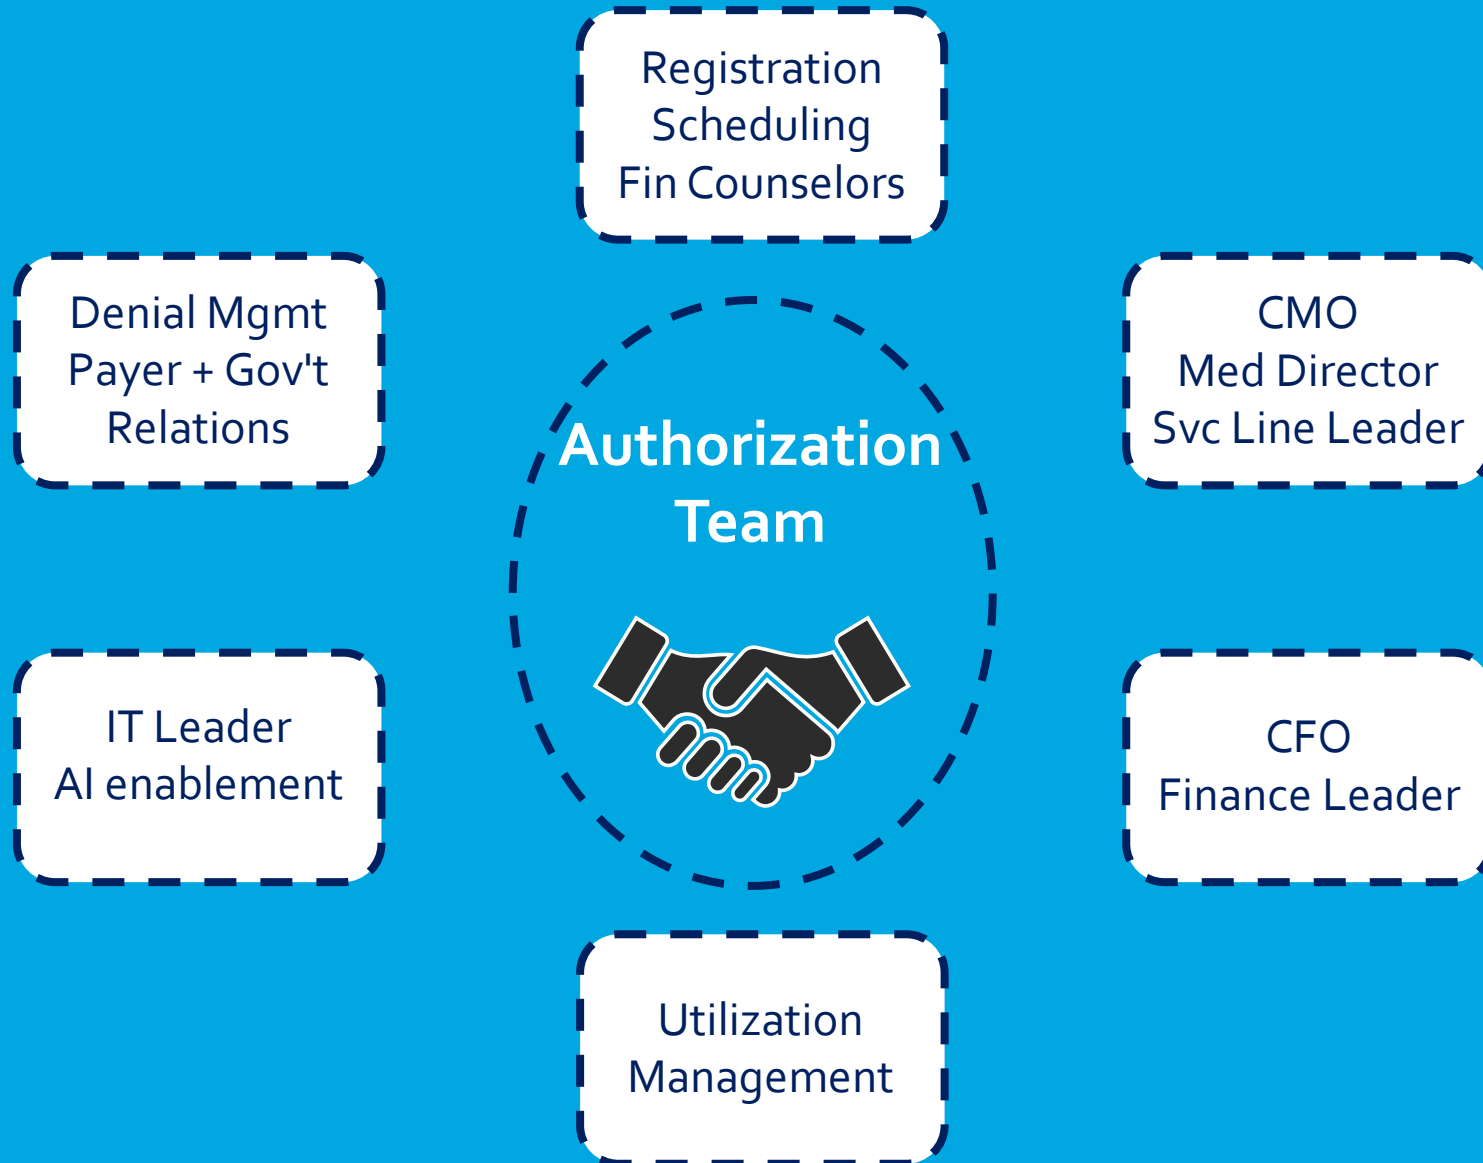 Registration
Scheduling
Fin Counselors
Denial Mgmt
Payer + Gov't
Relations
CMO
Med Director
Svc Line Leader
Authorization
Team
IT Leader
AI enablement
CFO
Finance Leader
Utilization
Management